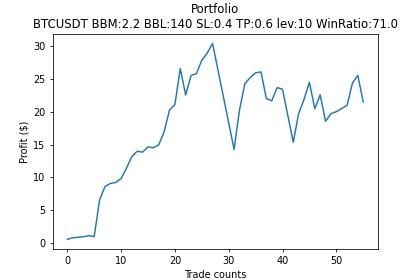 Portfolio
BTCUSDT BBM:2.2 BBL:140 SL:0.4 TP:0.6 lev:10 WinRatio:71.0
30
25
20
15
10
5
0
Profit ($)
0 10 20 30 40 50
Trade counts